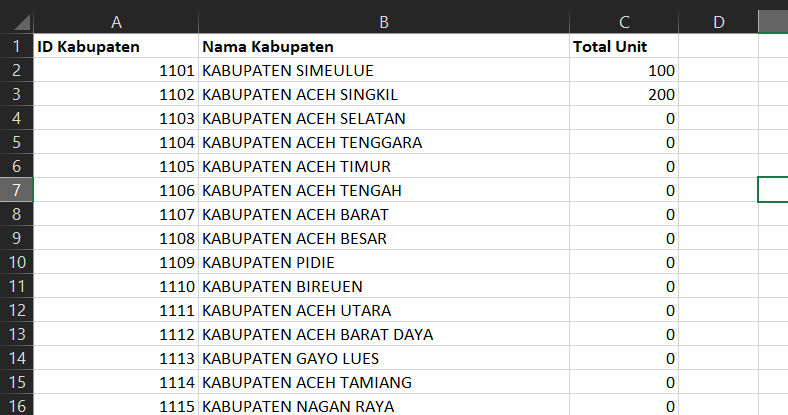 A B C D
1 ID Kabupaten Nama Kabupaten Total Unit
2 1101 KABUPATEN SIMEULUE 100
3 1102 KABUPATEN ACEH SINGKIL 200
4 1103 KABUPATEN ACEH SELATAN 0
5 1104 KABUPATEN ACEH TENGGARA 0
6 1105 KABUPATEN ACEH TIMUR 0
7 1106 KABUPATEN ACEH TENGAH 0
8 1107 KABUPATEN ACEH BARAT 0
9 1108 KABUPATEN ACEH BESAR 0
10 1109 KABUPATEN PIDIE 0
11 1110 KABUPATEN BIREUEN 0
12 1111 KABUPATEN ACEH UTARA 0
13 1112 KABUPATEN ACEH BARAT DAYA 0
14 1113 KABUPATEN GAYO LUES 0
15 1114 KABUPATEN ACEH TAMIANG 0
16 1115 KABUPATEN NAGAN RAYA 0